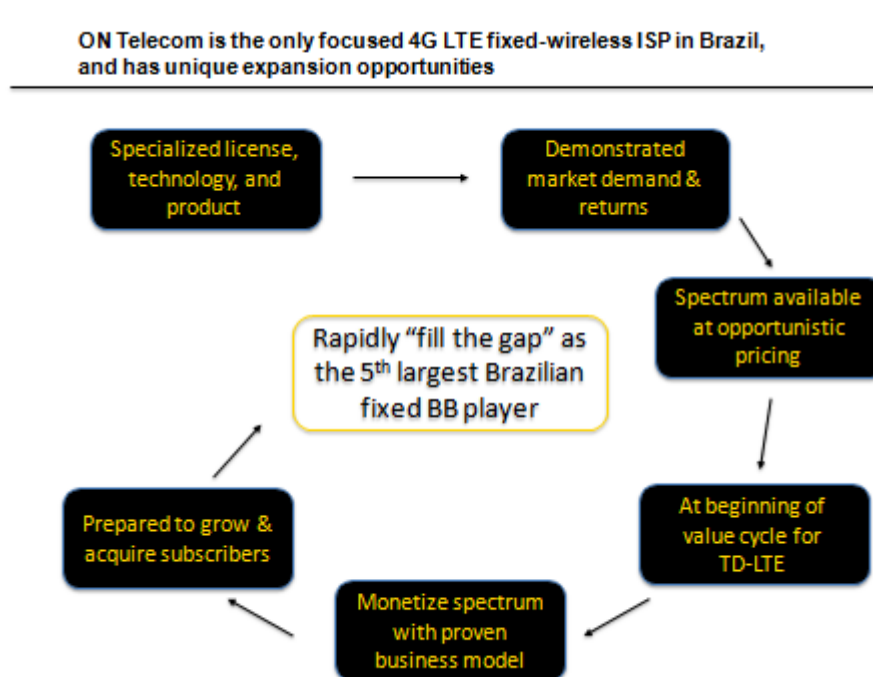 ON Telecom is the only focused 4G LTE fixed-wireless ISP in Brazil,
and has unique expansion opportunities
Specialized license,
technology, and
product
Demonstrated
market demand &
returns
Spectrum available
at opportunistic
pricing
At beginning of
value cycle for
TD-LTE
Monetize spectrum
with proven
business model
Prepared to grow &
acquire subscribers
Rapidly “fill the gap” as
the 5th largest Brazilian
fixed BB player